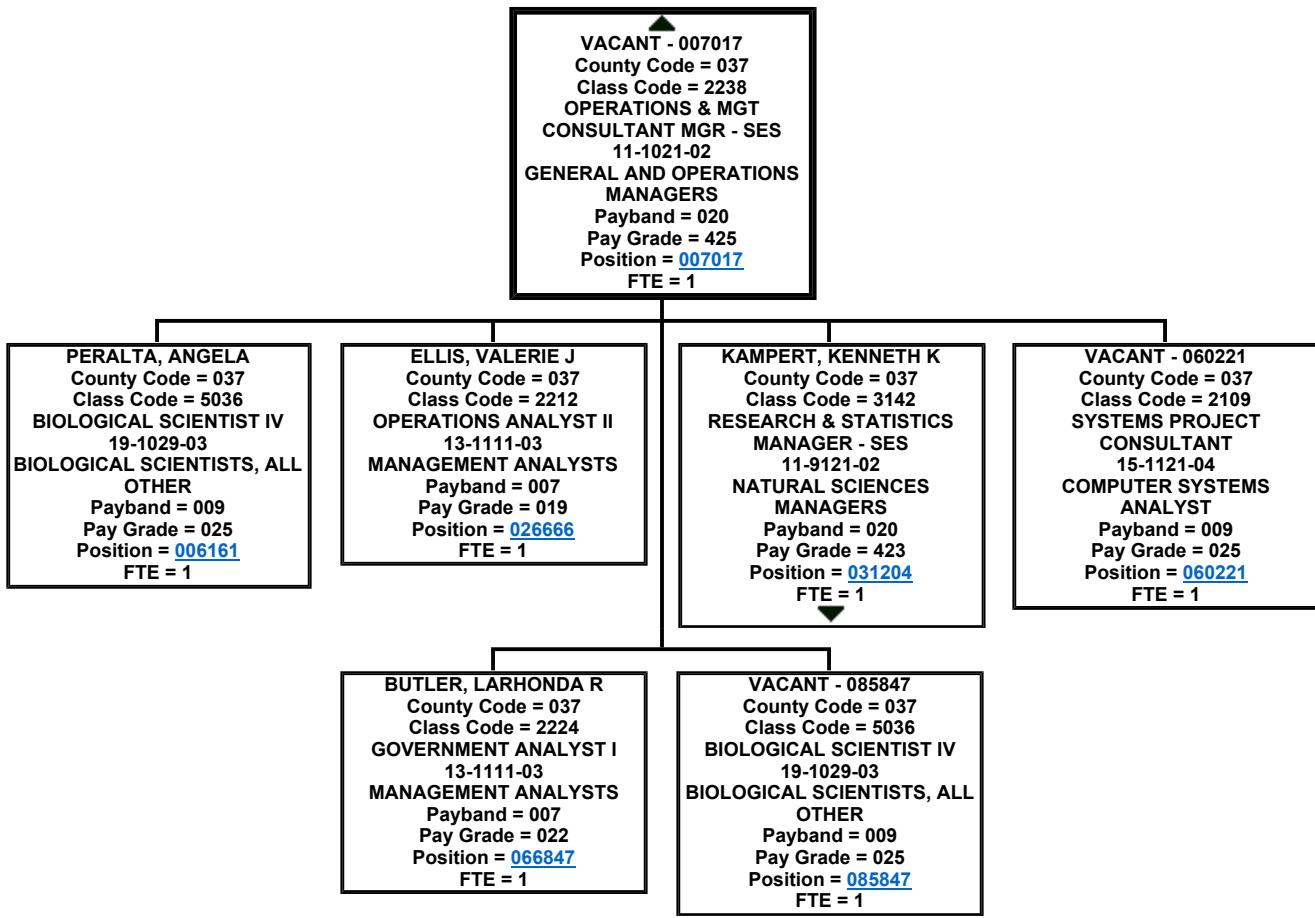 VACANT - 007017
County Code = 037
Class Code = 2238
OPERATIONS & MGT
CONSULTANT MGR - SES
11-1021-02
GENERAL AND OPERATIONS
MANAGERS
Payband = 020
Pay Grade = 425
Position = 007017
FTE = 1
PERALTA, ANGELA
County Code = 037
Class Code = 5036
BIOLOGICAL SCIENTIST IV
19-1029-03
BIOLOGICAL SCIENTISTS, ALL
OTHER
Payband = 009
Pay Grade = 025
Position = 006161
FTE = 1
ELLIS, VALERIE J
County Code = 037
Class Code = 2212
OPERATIONS ANALYST II
13-1111-03
MANAGEMENT ANALYSTS
Payband = 007
Pay Grade = 019
Position = 026666
FTE = 1
KAMPERT, KENNETH K
County Code = 037
Class Code = 3142
RESEARCH & STATISTICS
MANAGER - SES
11-9121-02
NATURAL SCIENCES
MANAGERS
Payband = 020
Pay Grade = 423
Position = 031204
FTE = 1
VACANT - 060221
County Code = 037
Class Code = 2109
SYSTEMS PROJECT
CONSULTANT
15-1121-04
COMPUTER SYSTEMS
ANALYST
Payband = 009
Pay Grade = 025
Position = 060221
FTE = 1
BUTLER, LARHONDA R
County Code = 037
Class Code = 2224
GOVERNMENT ANALYST I
13-1111-03
MANAGEMENT ANALYSTS
Payband = 007
Pay Grade = 022
Position = 066847
FTE = 1
VACANT - 085847
County Code = 037
Class Code = 5036
BIOLOGICAL SCIENTIST IV
19-1029-03
BIOLOGICAL SCIENTISTS, ALL
OTHER
Payband = 009
Pay Grade = 025
Position = 085847
FTE = 1